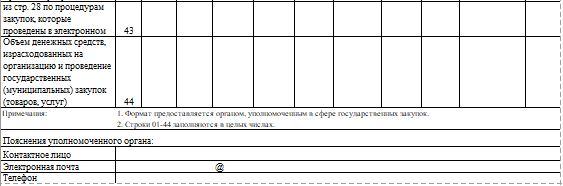 из стр. 28 по процедурам
закупок, которые
проведены в электронном 43
Объем денежных средств,
израсходованных на
организацию и проведение
государственных
(муниципальных) закупок
(товаров, услуг) 44
Примечания: 1. Формат предоставляется органом, уполномоченным в сфере государственных закупок.
2. Строки 01-44 заполняются в целых числах.
Пояснения уполномоченного органа:
Контактное лицо
Электронная почта @
Телефон